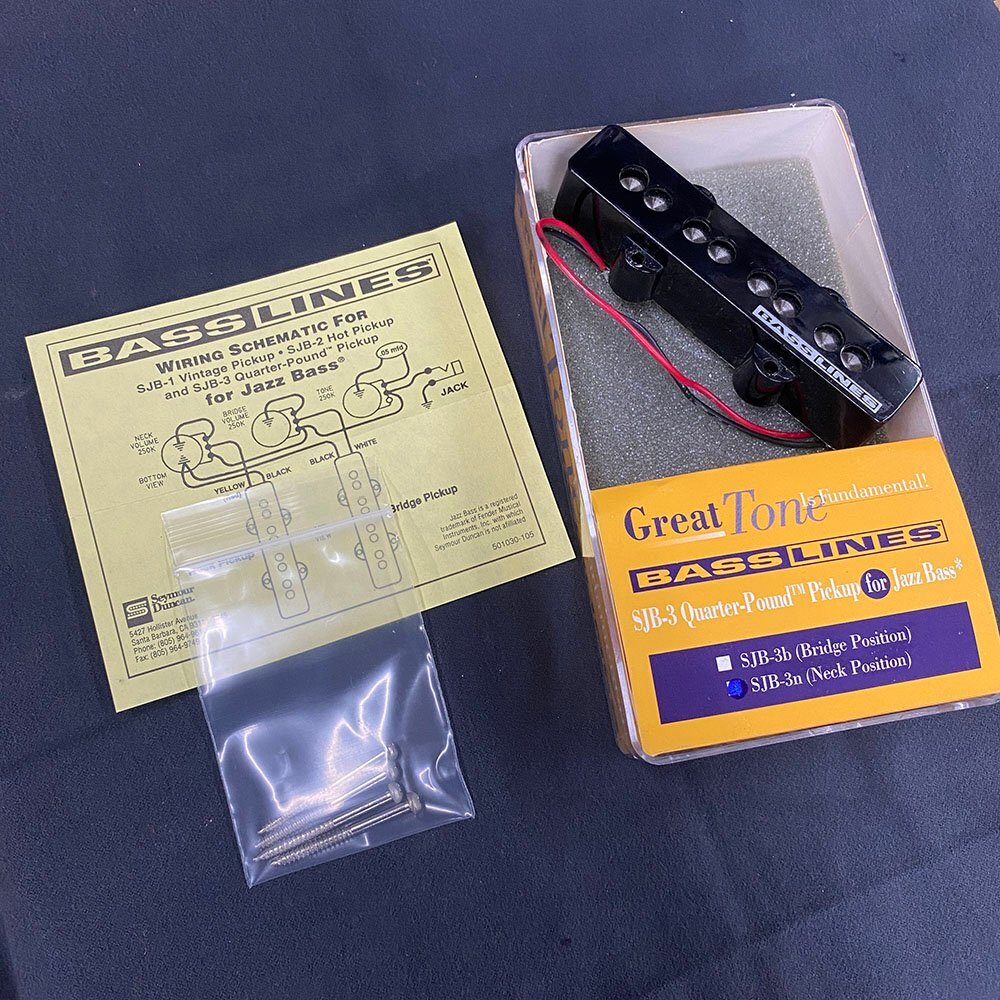 BASS LINES®
WIRING SCHEMATIC FOR
SJB-1 Vintage Pickup • SJB-2 Hot Pickup
and SJB-3 Quarter-Pound™ Pickup
for Jazz Bass®
NECK
VOLUME
250K
BRIDGE
VOLUME
250K
TONE
250K
.05 mfd
JACK
BOTTOM
VIEW
YELLOW
BLACK
BLACK
WHITE
VIEW
Pickup
Bridge Pickup
Jazz Bass is a registered
trademark of Fender Musical
Instruments, Inc. with which
Seymour Duncan is not affiliated
501030-105
Seymour
Duncan®
5427 Hollister Avenue
Santa Barbara, CA
Phone: (805) 964-
Fax: (805) 964-
BASS LINES
Great Tone Is Fundamental!
BASS LINES®
SJB-3 Quarter-Pound™ Pickup for Jazz Bass*
SJB-3b (Bridge Position)
SJB-3n (Neck Position)